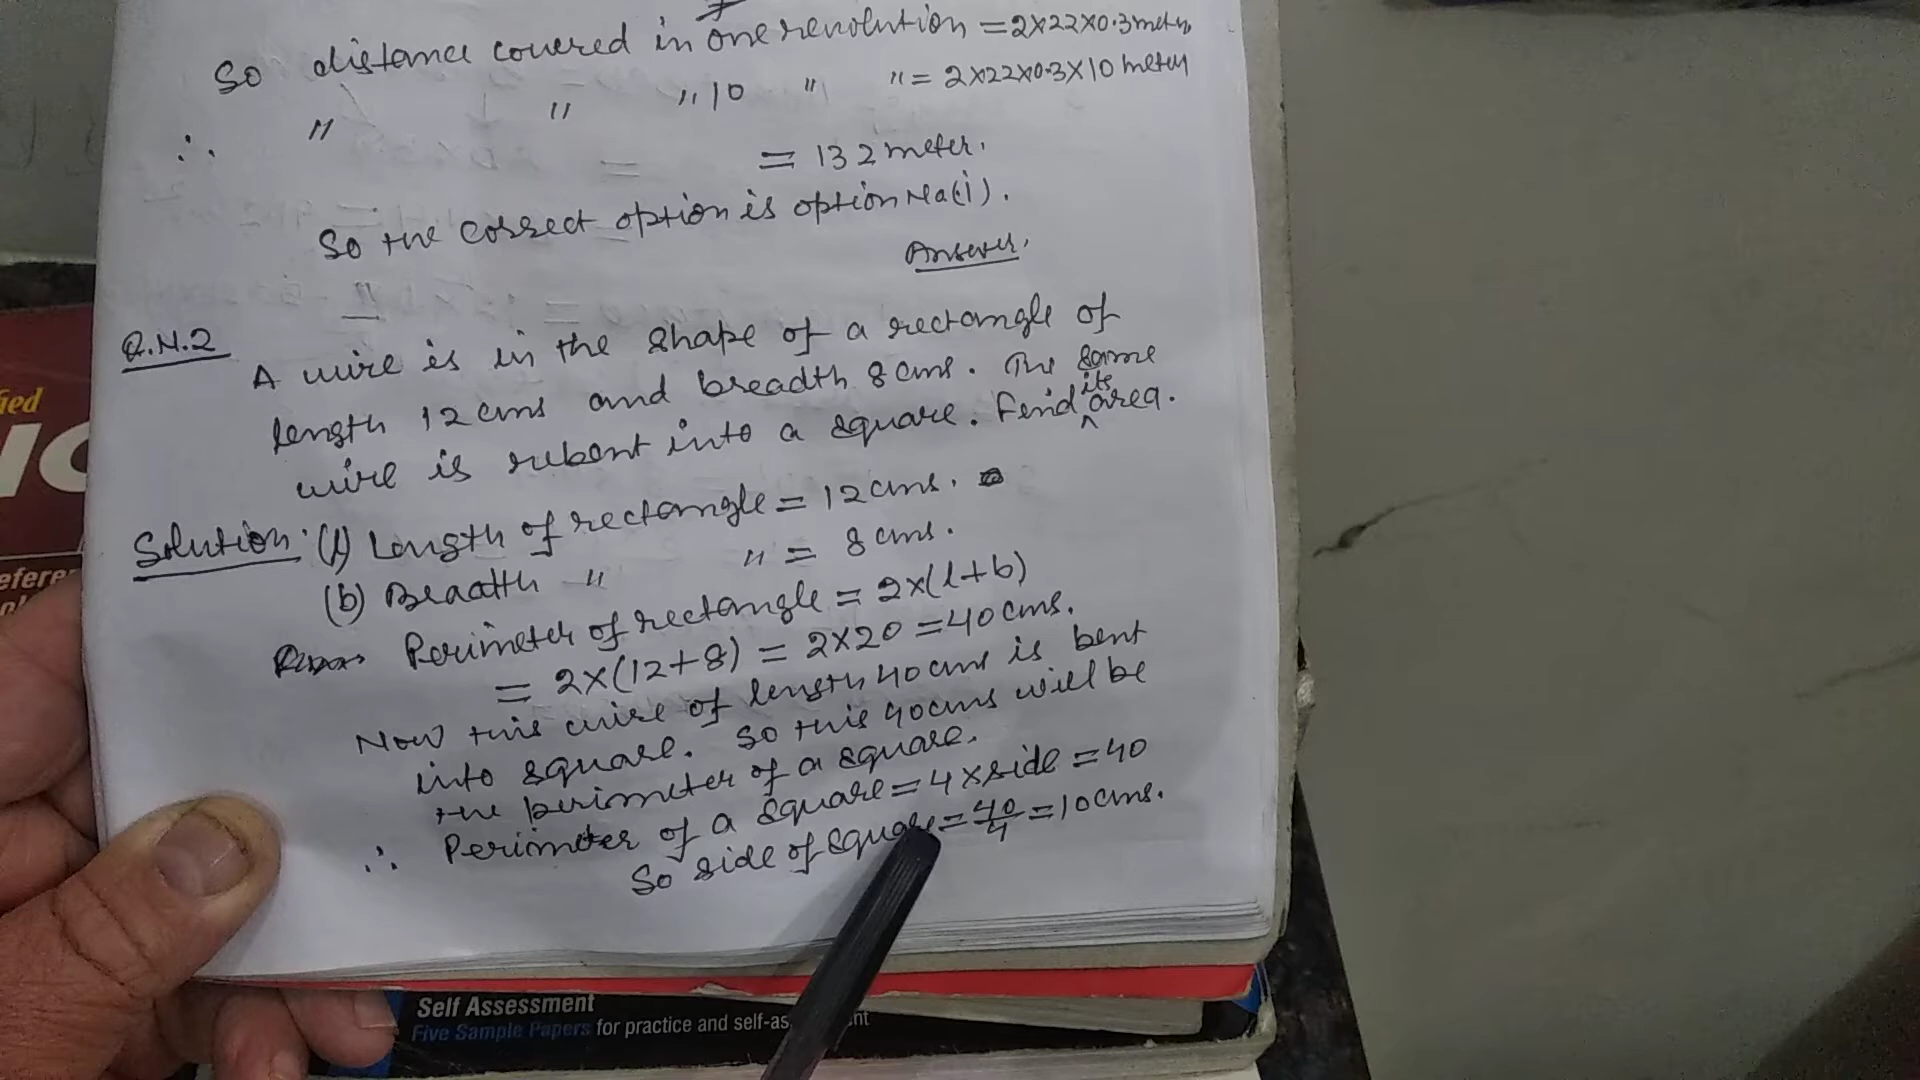 So distance covered in one revolution = 2×22×0.3 meter
∴ " " " 10 " " = 2×22×0.3×10 meter
= 132 meter.
So the correct option is option No (i).
Answer.
Q.N.2
A wire is in the shape of a rectangle of
length 12 cms and breadth 8 cms. The same
wire is rebent into a square. Find its area.
Solution: (1) Length of rectangle = 12 cms.
(b) Breadth " " = 8 cms.
Perimeter of rectangle = 2×(l+b)
= 2×(12+8) = 2×20 = 40 cms.
Now this wire of length 40 cms is bent
into square. So this 40 cms will be
the perimeter of a square.
∴ Perimeter of a square = 4×side = 40
So side of square = 40/4 = 10 cms.
Self Assessment
Five Sample Papers for practice and self-as